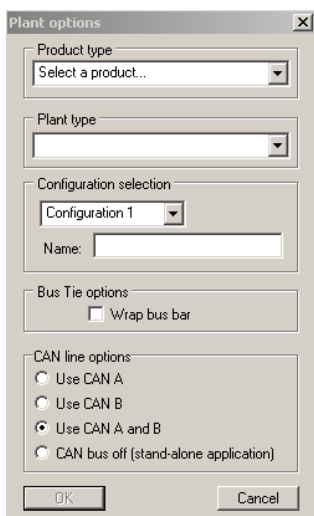 Plant options
Product type
Select a product...
Plant type
Configuration selection
Configuration 1
Name:
Bus Tie options
Wrap bus bar
CAN line options
Use CAN A
Use CAN B
Use CAN A and B
CAN bus off (stand-alone application)
OK Cancel